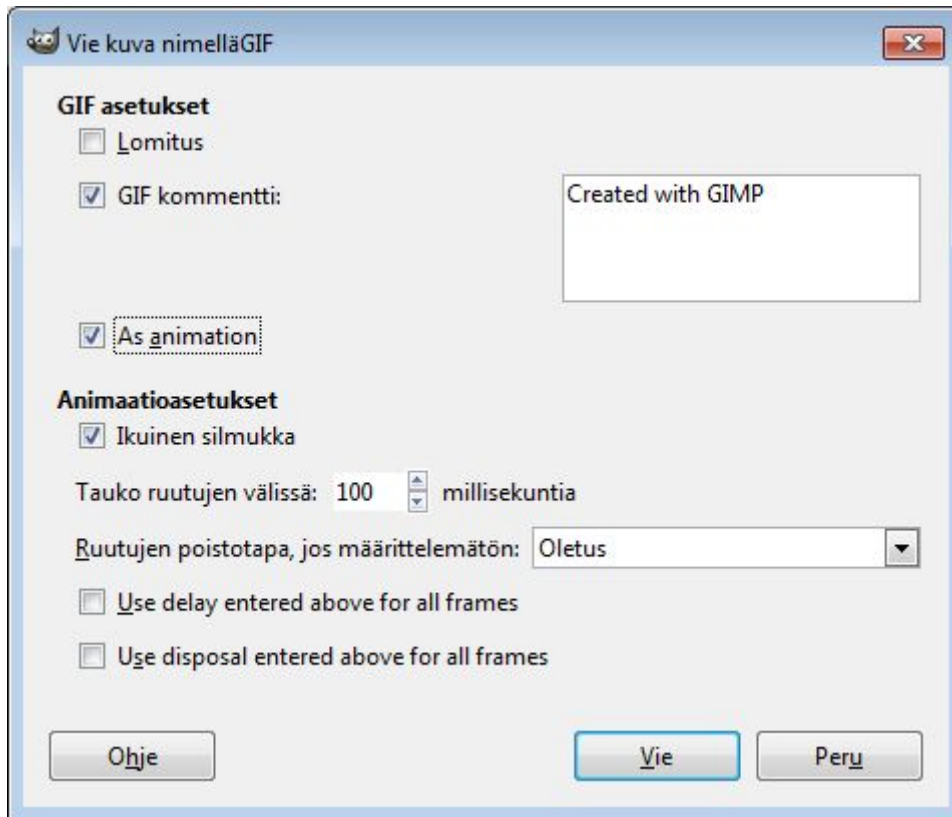 Vie kuva nimelläGIF
GIF asetukset
Lomitus
GIF kommentti:
Created with GIMP
As animation
Animaatioasetukset
Ikuinen silmukka
Tauko ruutujen välissä: 100 millisekuntia
Ruutujen poistotapa, jos määrittelemätön: Oletus
Use delay entered above for all frames
Use disposal entered above for all frames
Ohje Vie Peru